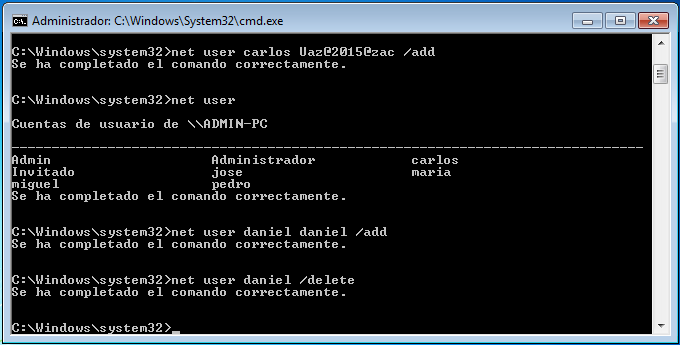 Administrador: C:\Windows\System32\cmd.exe
C:\Windows\system32>net user carlos Uaz@2015@zac /add
Se ha completado el comando correctamente.
C:\Windows\system32>net user
Cuentas de usuario de \\ADMIN-PC
-------------------------------------------------------------------------------
Admin                    Administrador            carlos
Invitado                 jose                     maria
miguel                   pedro
Se ha completado el comando correctamente.
C:\Windows\system32>net user daniel daniel /add
Se ha completado el comando correctamente.
C:\Windows\system32>net user daniel /delete
Se ha completado el comando correctamente.
C:\Windows\system32>_